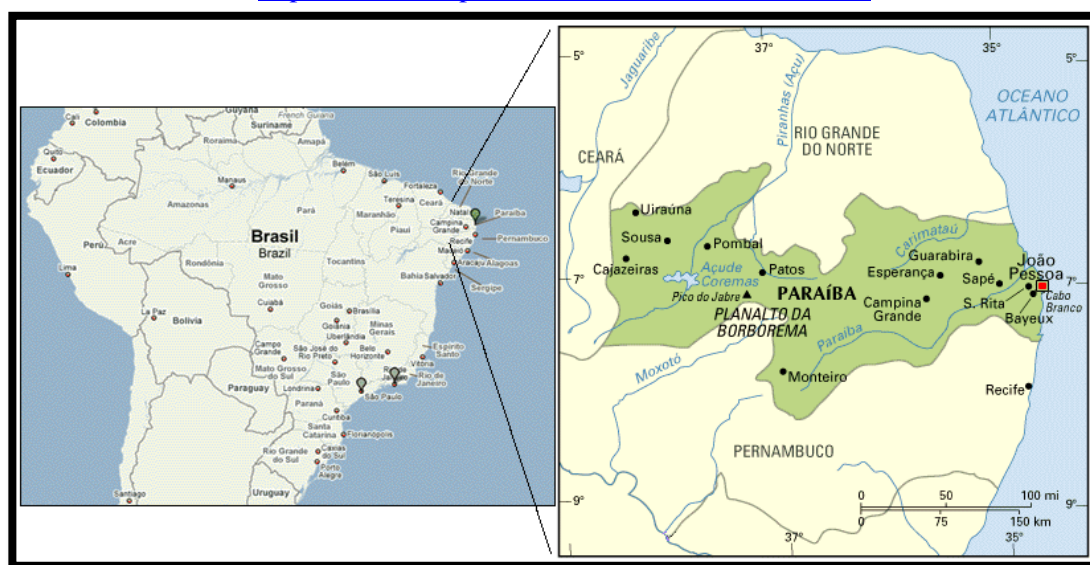 Cali
Colombia
Guyana
Suriname
French Guiana
Quito
Ecuador
Roraima
Amapá
Manaus
Amazonas
Belém
São Luis
Fortaleza
Rio Grande
do Norte
Pará
Maranhão
Teresina
Ceará
Natal
Campina
Grande
Paraíba
Piauí
Recife
Pernambuco
Maceió
Alagoas
Aracaju
Sergipe
Brasil
Brazil
Perú
Acre
Rondônia
Tocantins
Bahia
Salvador
Lima
Mato
Grosso
Cuiabá
La Paz
Bolivia
Goiás
Brasília
Goiânia
Uberlândia
Minas
Gerais
Campo
Grande
Mato Grosso
do Sul
São José do
Rio Preto
Belo
Horizonte
Espírito
Santo
Vitória
Rio de
Janeiro
São
Paulo
São Paulo
Paraguay
Londrina
Paraná
Curitiba
Santa
Catarina
Florianópolis
Rio Grande
do Sul
Caxias
do Sul
Porto
Alegre
Santiago
Uruguay
37°
35°
5°
5°
Jaguaribe
Piranhas (Açu)
OCEANO
ATLÂNTICO
CEARÁ
RIO GRANDE
DO NORTE
Uiraúna
Sousa
Pombal
Cajazeiras
Açude
Coremas
Patos
Pico do Jabre
PARAÍBA
PLANALTO DA
BORBOREMA
Carimataú
Guarabira
Esperança
Sapé
João
Pessoa
Campina
Grande
S. Rita
Cabo
Branco
Bayeux
7°
7°
Paraíba
Moxotó
Monteiro
Recife
PERNAMBUCO
0 50 100 mi
0 75 150 km
9°
9°
37°
35°